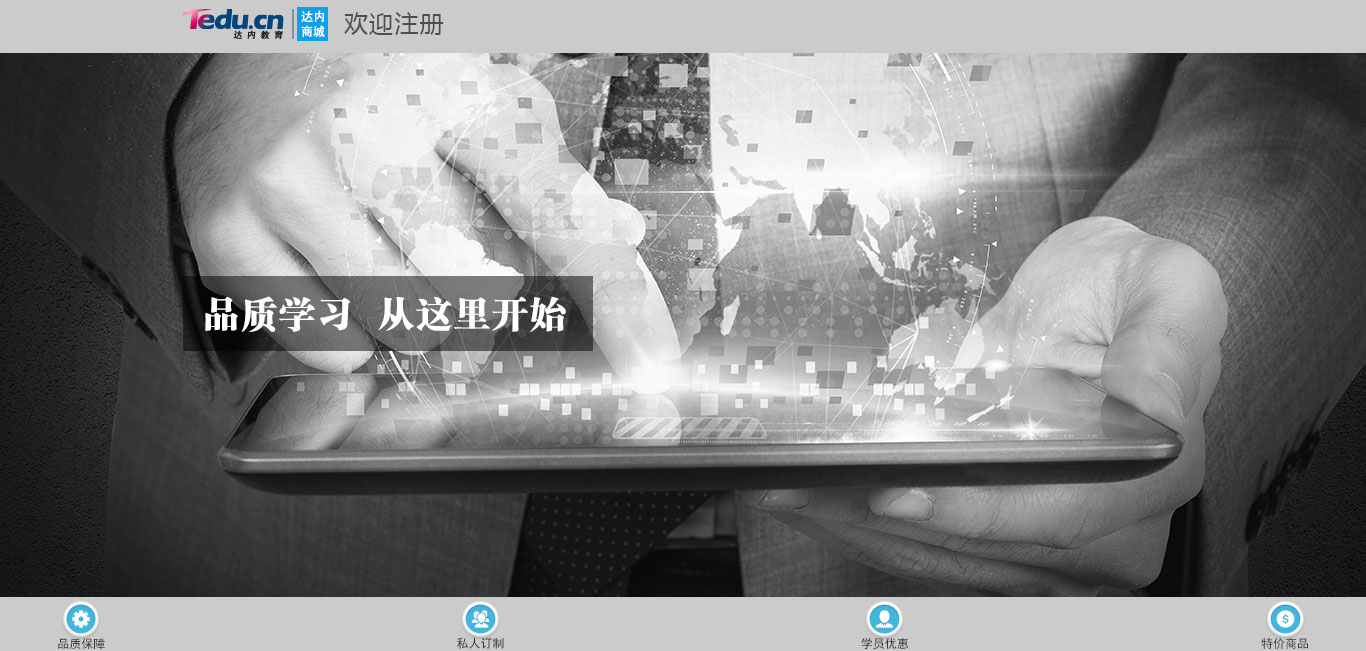 Tedu.cn
达内教育
达内
商城
欢迎注册
品质学习 从这里开始
品质保障
私人订制
学员优惠
特价商品